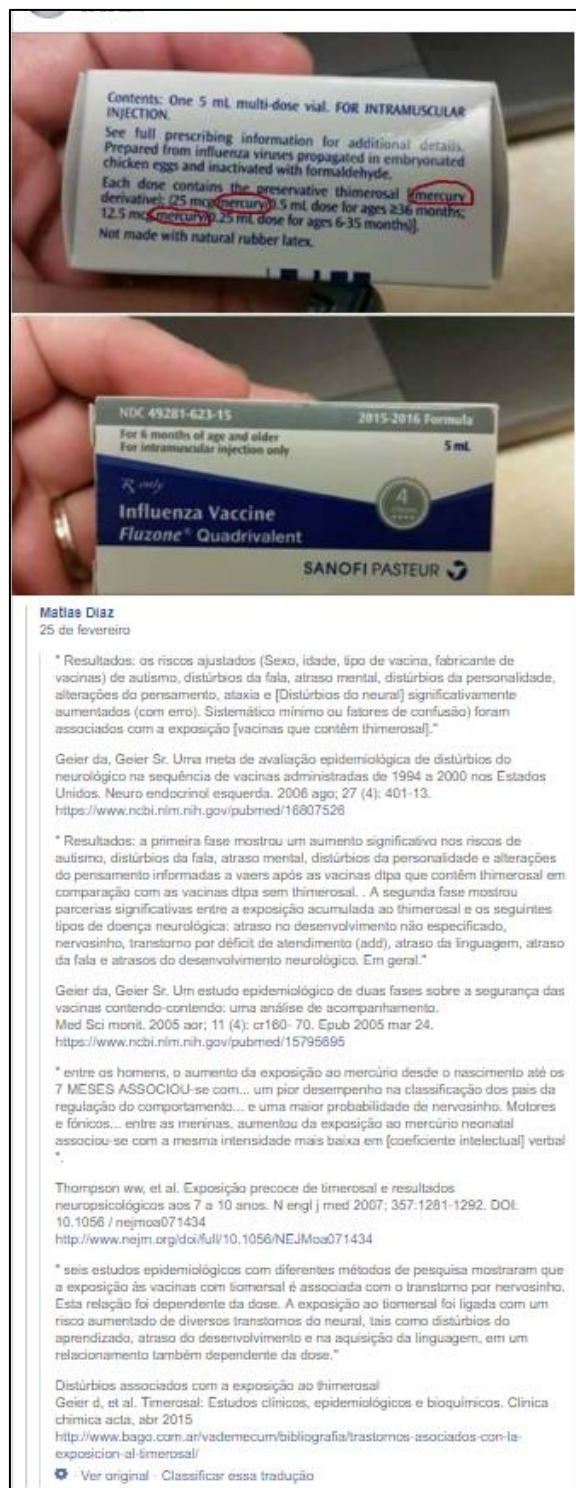 Contents: One 5 mL multi-dose vial. FOR INTRAMUSCULAR
INJECTION.
See full prescribing information for additional details.
Prepared from influenza viruses propagated in embryonated
chicken eggs and inactivated with formaldehyde.
Each dose contains the preservative thimerosal [(mercury
derivative); (25 mcg mercury/0.5 mL dose for ages ≥36 months;
12.5 mcg mercury/0.25 mL dose for ages 6-35 months)].
Not made with natural rubber latex.
NDC 49281-623-15 2015-2016 Formula
For 6 months of age and older
For intramuscular injection only 5 mL
Rx only
4
Influenza Vaccine
Fluzone® Quadrivalent
SANOFI PASTEUR
Matias Diaz
25 de fevereiro
" Resultados: os riscos ajustados (Sexo, idade, tipo de vacina, fabricante de
vacinas) de autismo, distúrbios da fala, atraso mental, distúrbios da personalidade,
alterações do pensamento, ataxia e [Distúrbios do neural] significativamente
aumentados (com erro). Sistemático mínimo ou fatores de confusão) foram
associados com a exposição [vacinas que contêm thimerosal]."
Geier da, Geier Sr. Uma meta de avaliação epidemiológica de distúrbios do
neurológico na sequência de vacinas administradas de 1994 a 2000 nos Estados
Unidos. Neuro endocrinol esquerda. 2006 ago; 27 (4): 401-13.
https://www.ncbi.nlm.nih.gov/pubmed/16807526
" Resultados: a primeira fase mostrou um aumento significativo nos riscos de
autismo, distúrbios da fala, atraso mental, distúrbios da personalidade e alterações
do pensamento informadas a vaers após as vacinas dtpa que contêm thimerosal em
comparação com as vacinas dtpa sem thimerosal. . A segunda fase mostrou
parcerias significativas entre a exposição acumulada ao thimerosal e os seguintes
tipos de doença neurológica: atraso no desenvolvimento não especificado,
nervosinho, transtorno por déficit de atendimento (add), atraso da linguagem, atraso
da fala e atrasos do desenvolvimento neurológico. Em geral."
Geier da, Geier Sr. Um estudo epidemiológico de duas fases sobre a segurança das
vacinas contendo-contendo: uma análise de acompanhamento.
Med Sci monit. 2005 aor; 11 (4): cr160- 70. Epub 2005 mar 24.
https://www.ncbi.nlm.nih.gov/pubmed/15795695
" entre os homens, o aumento da exposição ao mercúrio desde o nascimento até os
7 MESES ASSOCIOU-se com... um pior desempenho na classificação dos pais da
regulação do comportamento... e uma maior probabilidade de nervosinho. Motores
e fónicos... entre as meninas, aumentou da exposição ao mercúrio neonatal
associou-se com a mesma intensidade mais baixa em [coeficiente intelectual] verbal
".
Thompson ww, et al. Exposição precoce de timerosal e resultados
neuropsicológicos aos 7 a 10 anos. N engl j med 2007; 357:1281-1292. DOI:
10.1056 / nejmoa071434
http://www.nejm.org/doi/full/10.1056/NEJMoa071434
" seis estudos epidemiológicos com diferentes métodos de pesquisa mostraram que
a exposição às vacinas com tiomersal é associada com o transtorno por nervosinho.
Esta relação foi dependente da dose. A exposição ao tiomersal foi ligada com um
risco aumentado de diversos transtornos do neural, tais como distúrbios do
aprendizado, atraso do desenvolvimento e na aquisição da linguagem, em um
relacionamento também dependente da dose."
Distúrbios associados com a exposição ao thimerosal
Geier d, et al. Timerosal: Estudos clínicos, epidemiológicos e bioquímicos. Clinica
chimica acta, abr 2015
http://www.bago.com.ar/vademecum/bibliografia/trastornos-asociados-con-la-
exposicion-al-timerosal/
Ver original · Classificar essa tradução